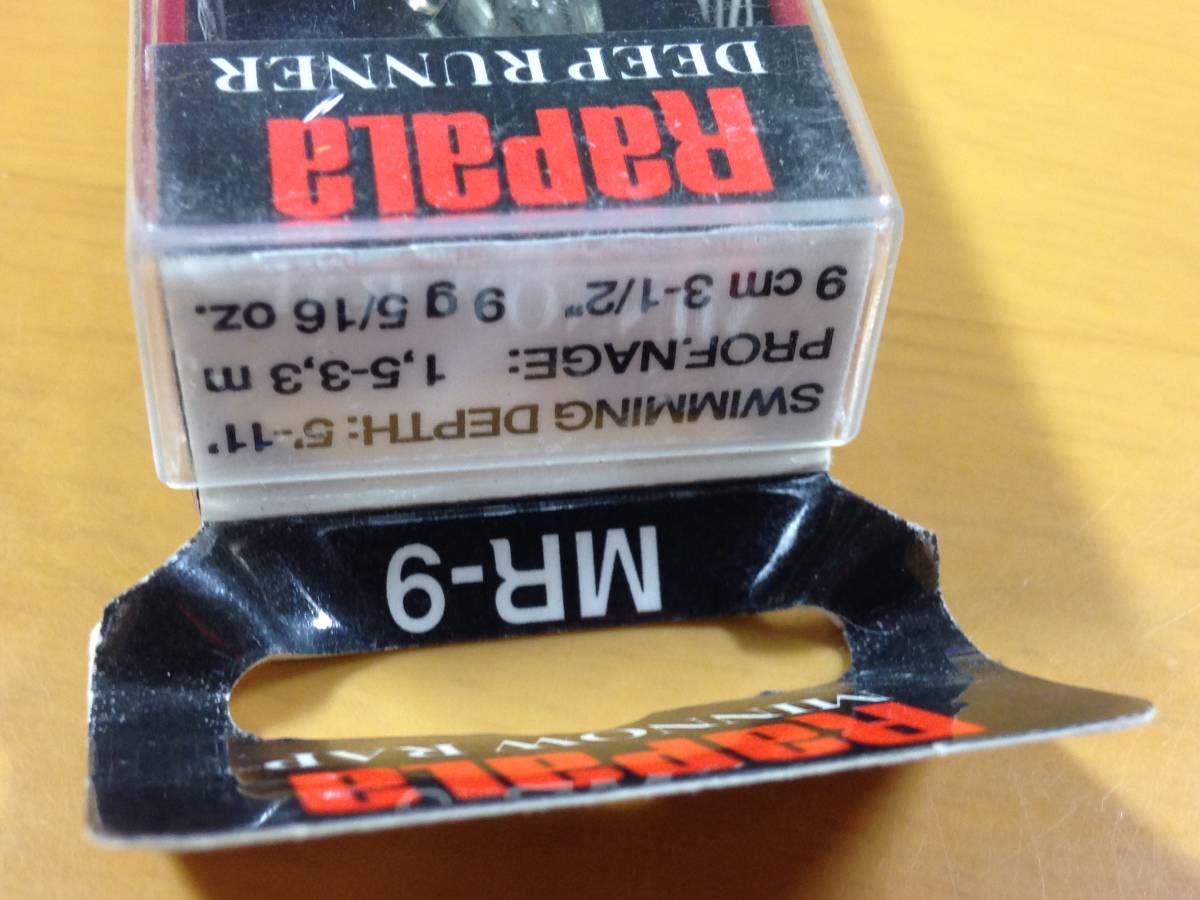 RapaLa
MINNOW RAP
MR-9
SWIMMING DEPTH: 5'-11'
PROF.NAGE: 1,5-3,3 m
9 cm 3-1/2" 9 g 5/16 oz.
RapaLa
DEEP RUNNER